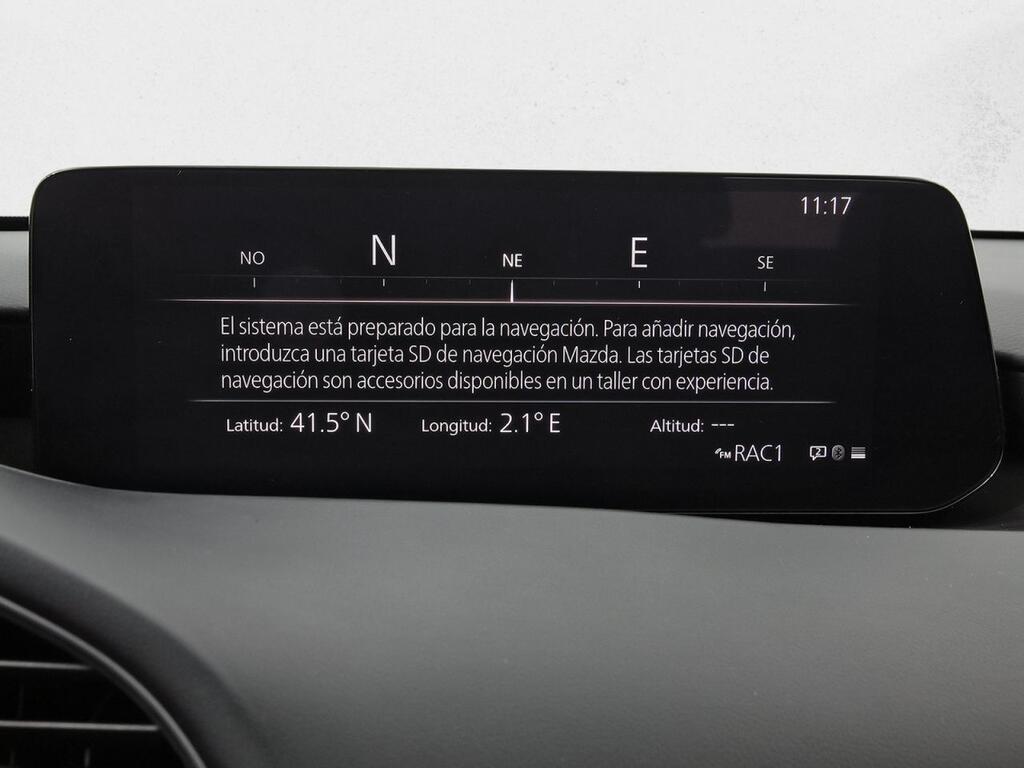 11:17
NO N NE E SE
El sistema está preparado para la navegación. Para añadir navegación,
introduzca una tarjeta SD de navegación Mazda. Las tarjetas SD de
navegación son accesorios disponibles en un taller con experiencia.
Latitud: 41.5° N Longitud: 2.1° E Altitud: ---
FM RAC1 2